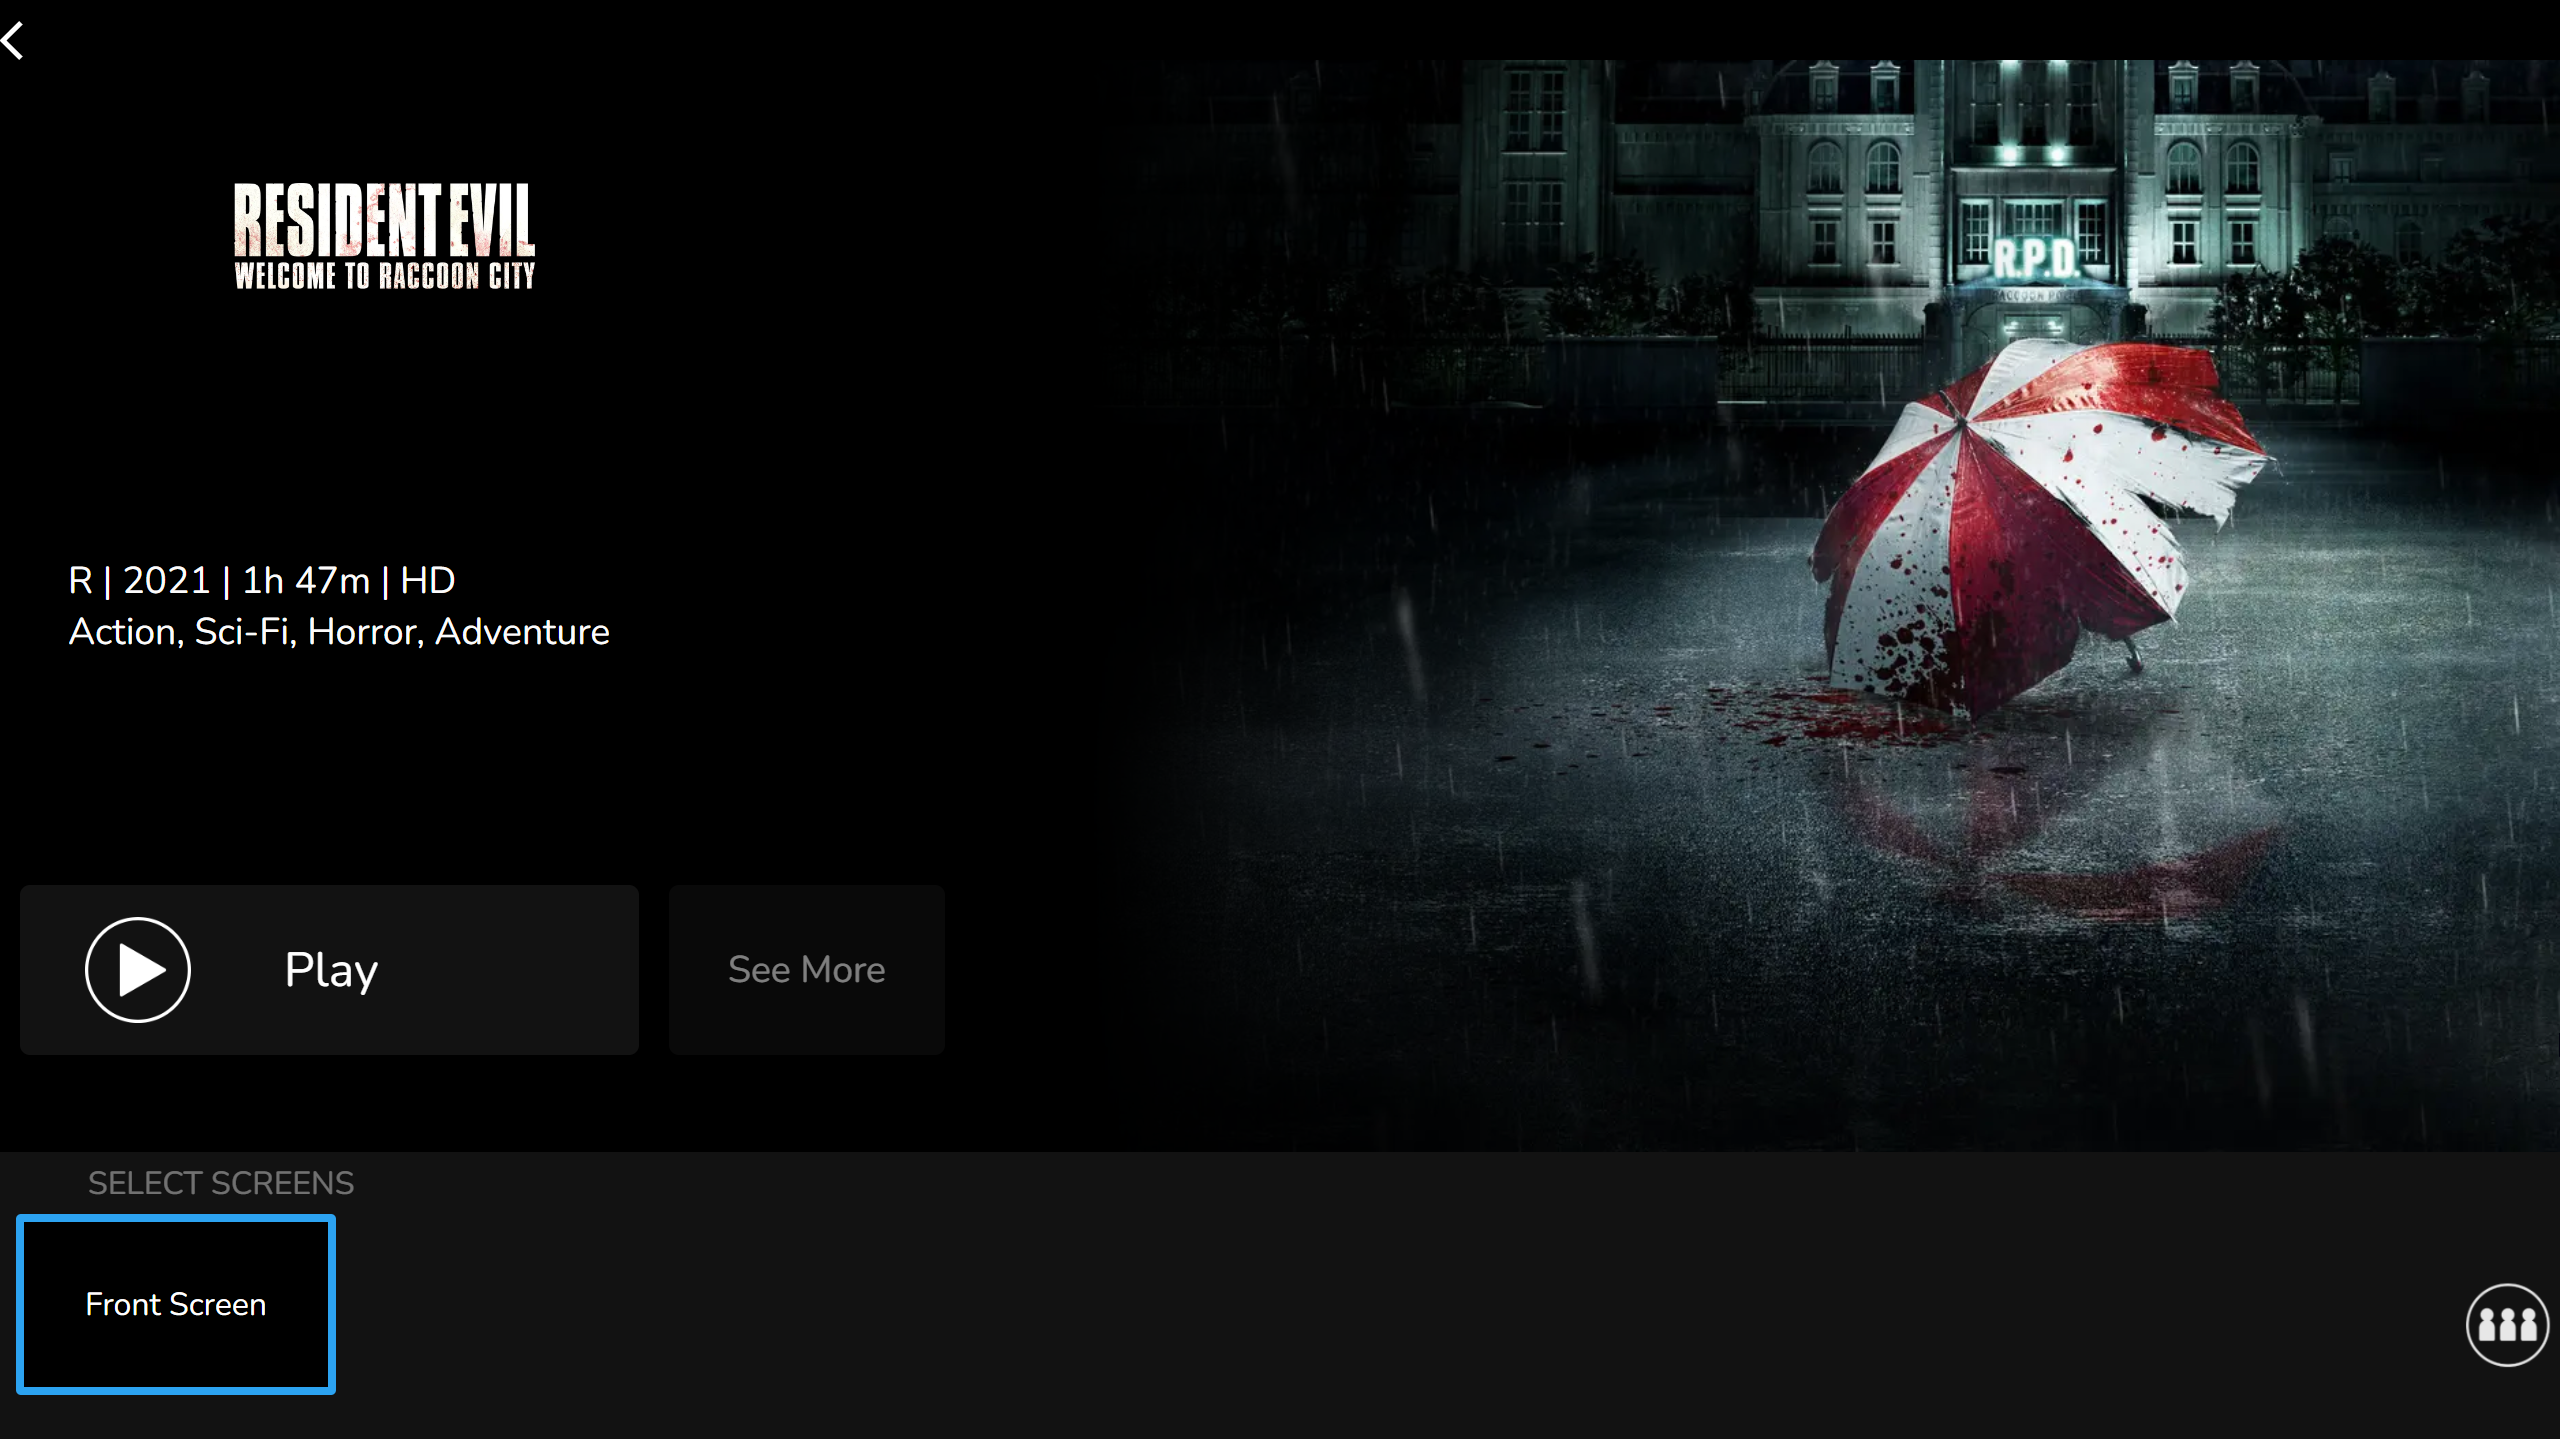 RESIDENT EVIL
WELCOME TO RACCOON CITY
R.P.D.
R | 2021 | 1h 47m | HD
Action, Sci-Fi, Horror, Adventure
Play
See More
SELECT SCREENS
Front Screen